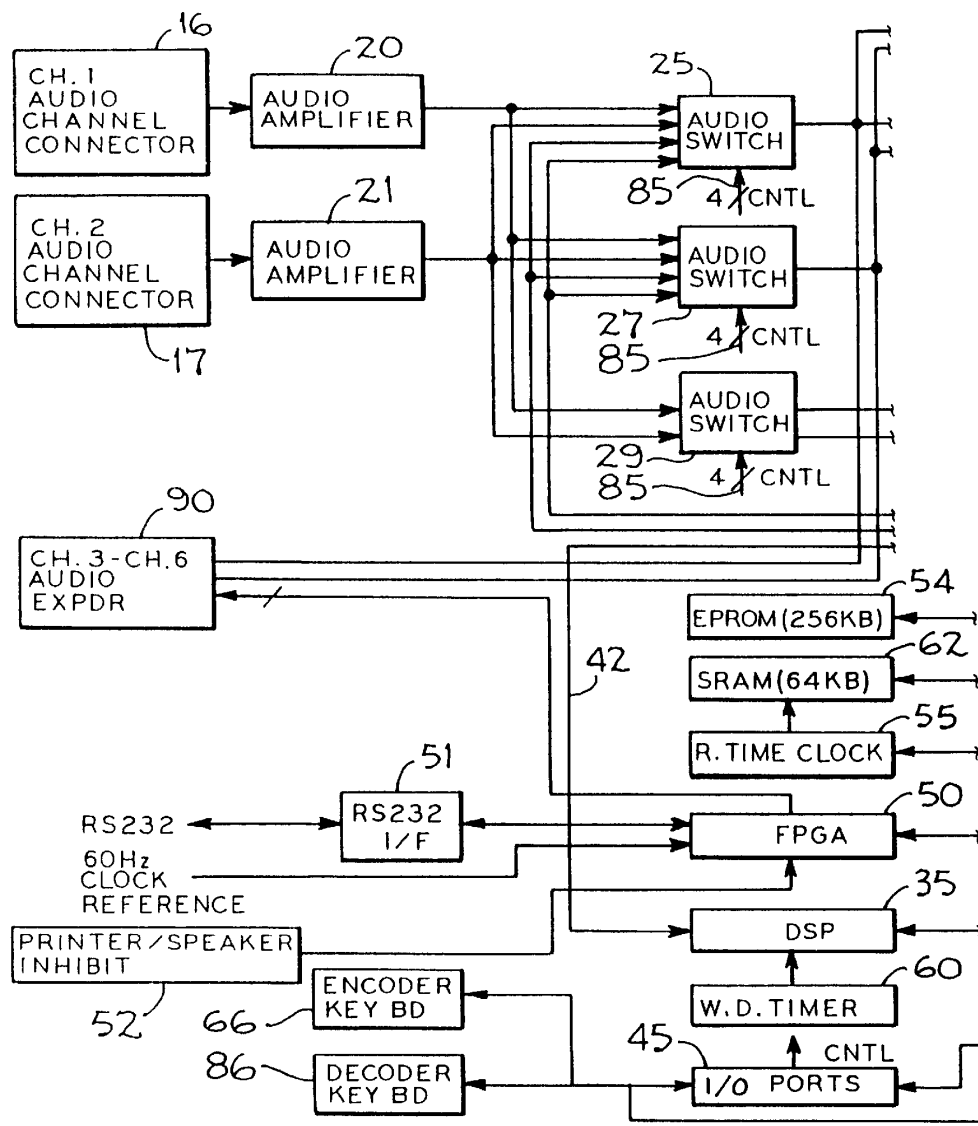 16
CH. 1
AUDIO
CHANNEL
CONNECTOR
20
AUDIO
AMPLIFIER
25
AUDIO
SWITCH
85
4 CNTL
CH. 2
AUDIO
CHANNEL
CONNECTOR
17
21
AUDIO
AMPLIFIER
AUDIO
SWITCH
27
85
4 CNTL
AUDIO
SWITCH
29
85
4 CNTL
90
CH. 3-CH. 6
AUDIO
EXPDR
42
54
EPROM (256KB)
62
SRAM (64KB)
55
R. TIME CLOCK
51
RS232
RS232
I/F
50
FPGA
60Hz
CLOCK
REFERENCE
35
DSP
PRINTER/SPEAKER
INHIBIT
52
60
W. D. TIMER
ENCODER
KEY BD
66
45
CNTL
I/O PORTS
86
DECODER
KEY BD